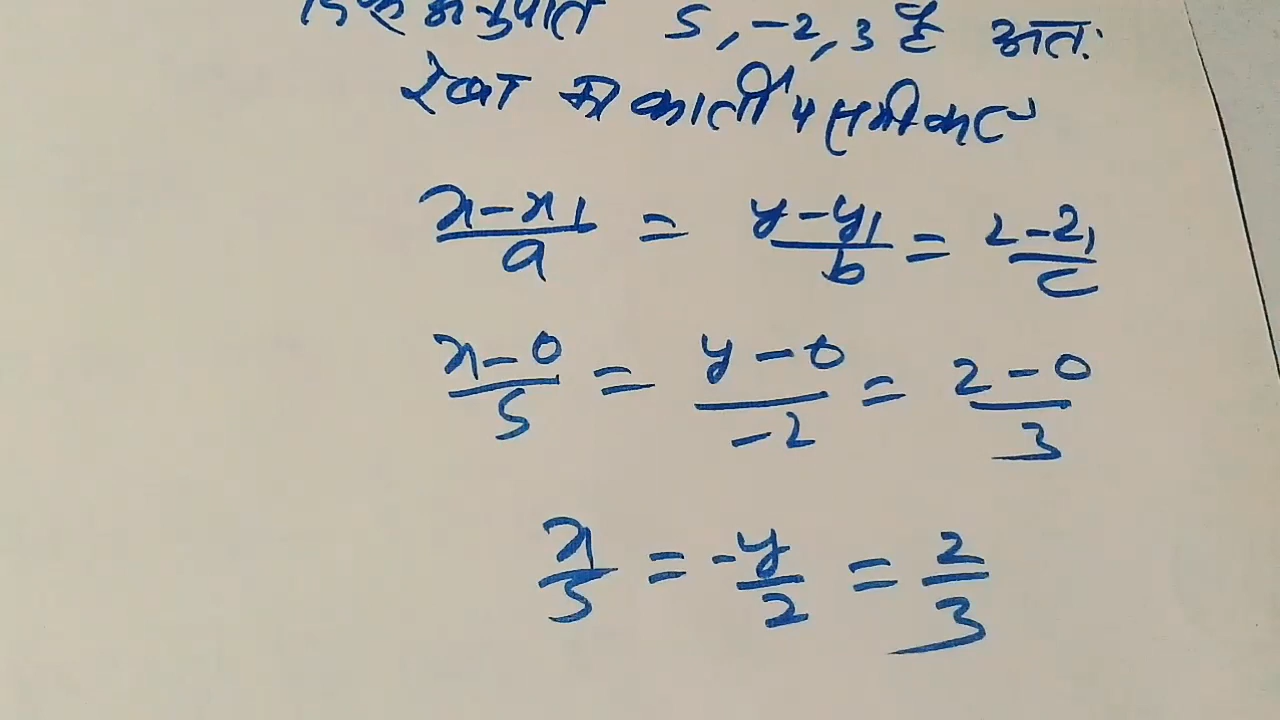 दिक् अनुपात 5, -2, 3 है अतः
रेखा का कार्तीय समीकरण
x-x₁/a = y-y₁/b = z-z₁/c
x-0/5 = y-0/-2 = z-0/3
x/5 = -y/2 = z/3